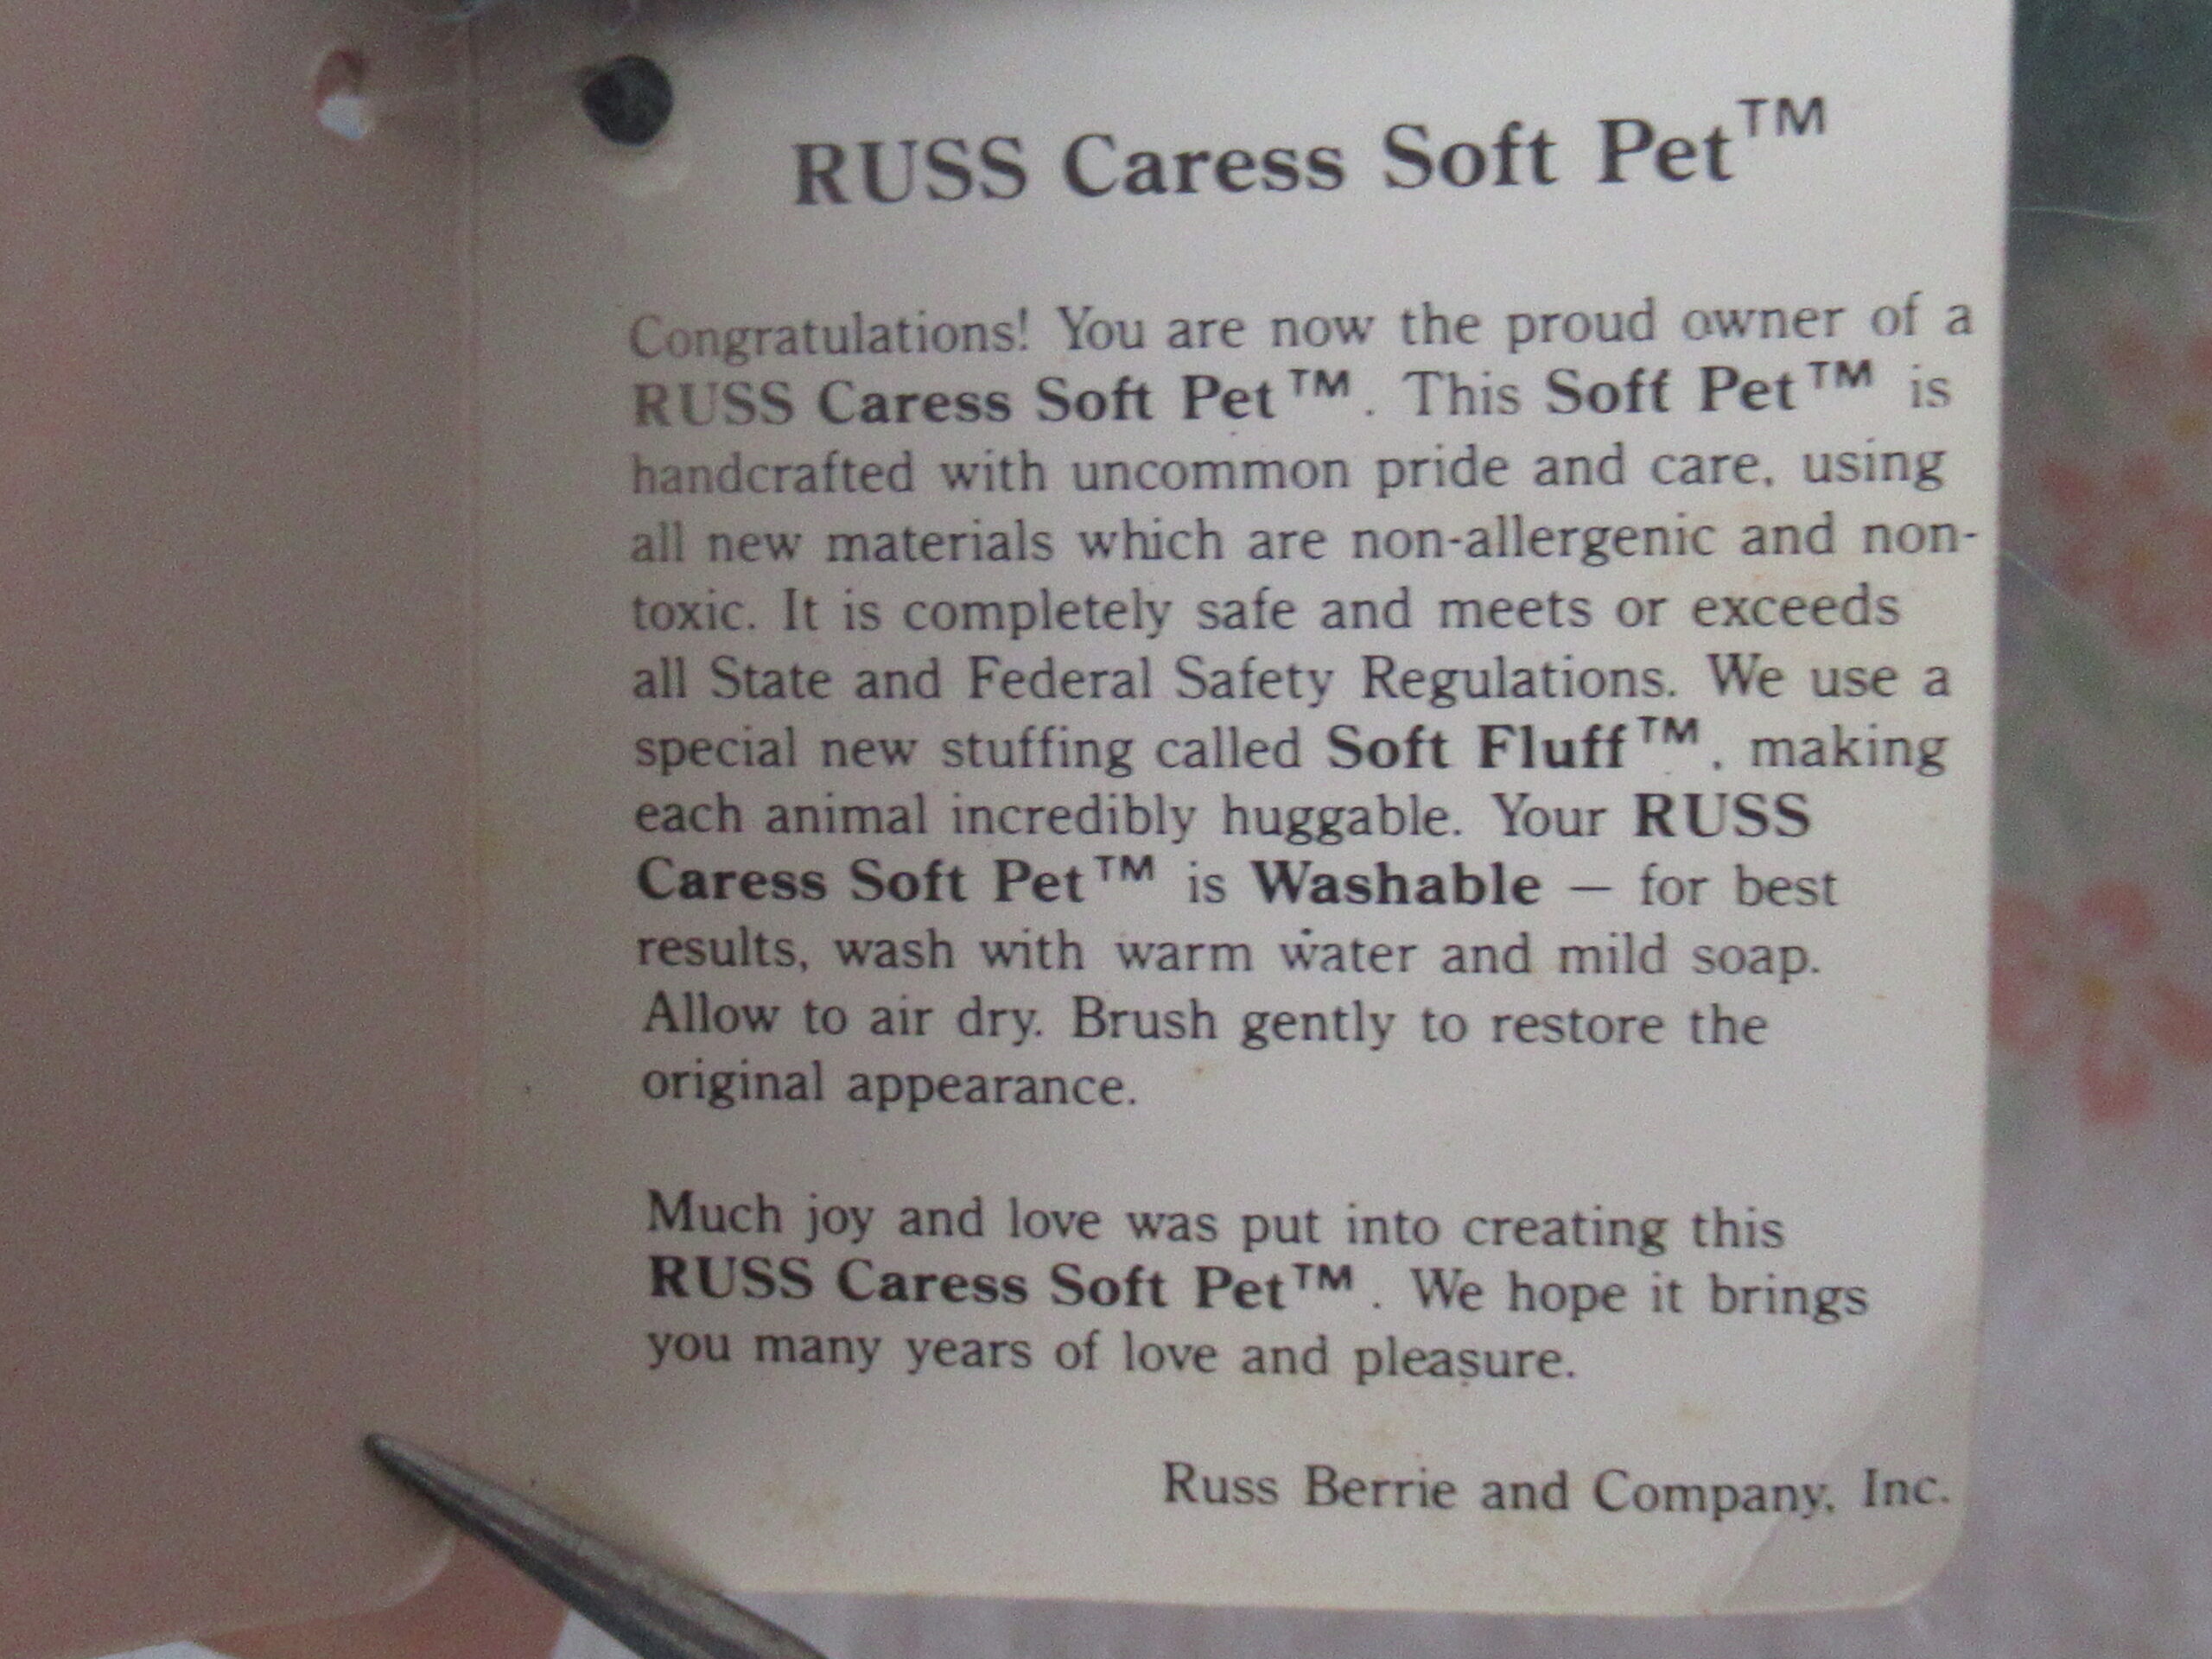 RUSS Caress Soft Pet™
Congratulations! You are now the proud owner of a
RUSS Caress Soft Pet™. This Soft Pet™ is
handcrafted with uncommon pride and care, using
all new materials which are non-allergenic and non-
toxic. It is completely safe and meets or exceeds
all State and Federal Safety Regulations. We use a
special new stuffing called Soft Fluff™, making
each animal incredibly huggable. Your RUSS
Caress Soft Pet™ is Washable — for best
results, wash with warm water and mild soap.
Allow to air dry. Brush gently to restore the
original appearance.
Much joy and love was put into creating this
RUSS Caress Soft Pet™. We hope it brings
you many years of love and pleasure.
Russ Berrie and Company, Inc.